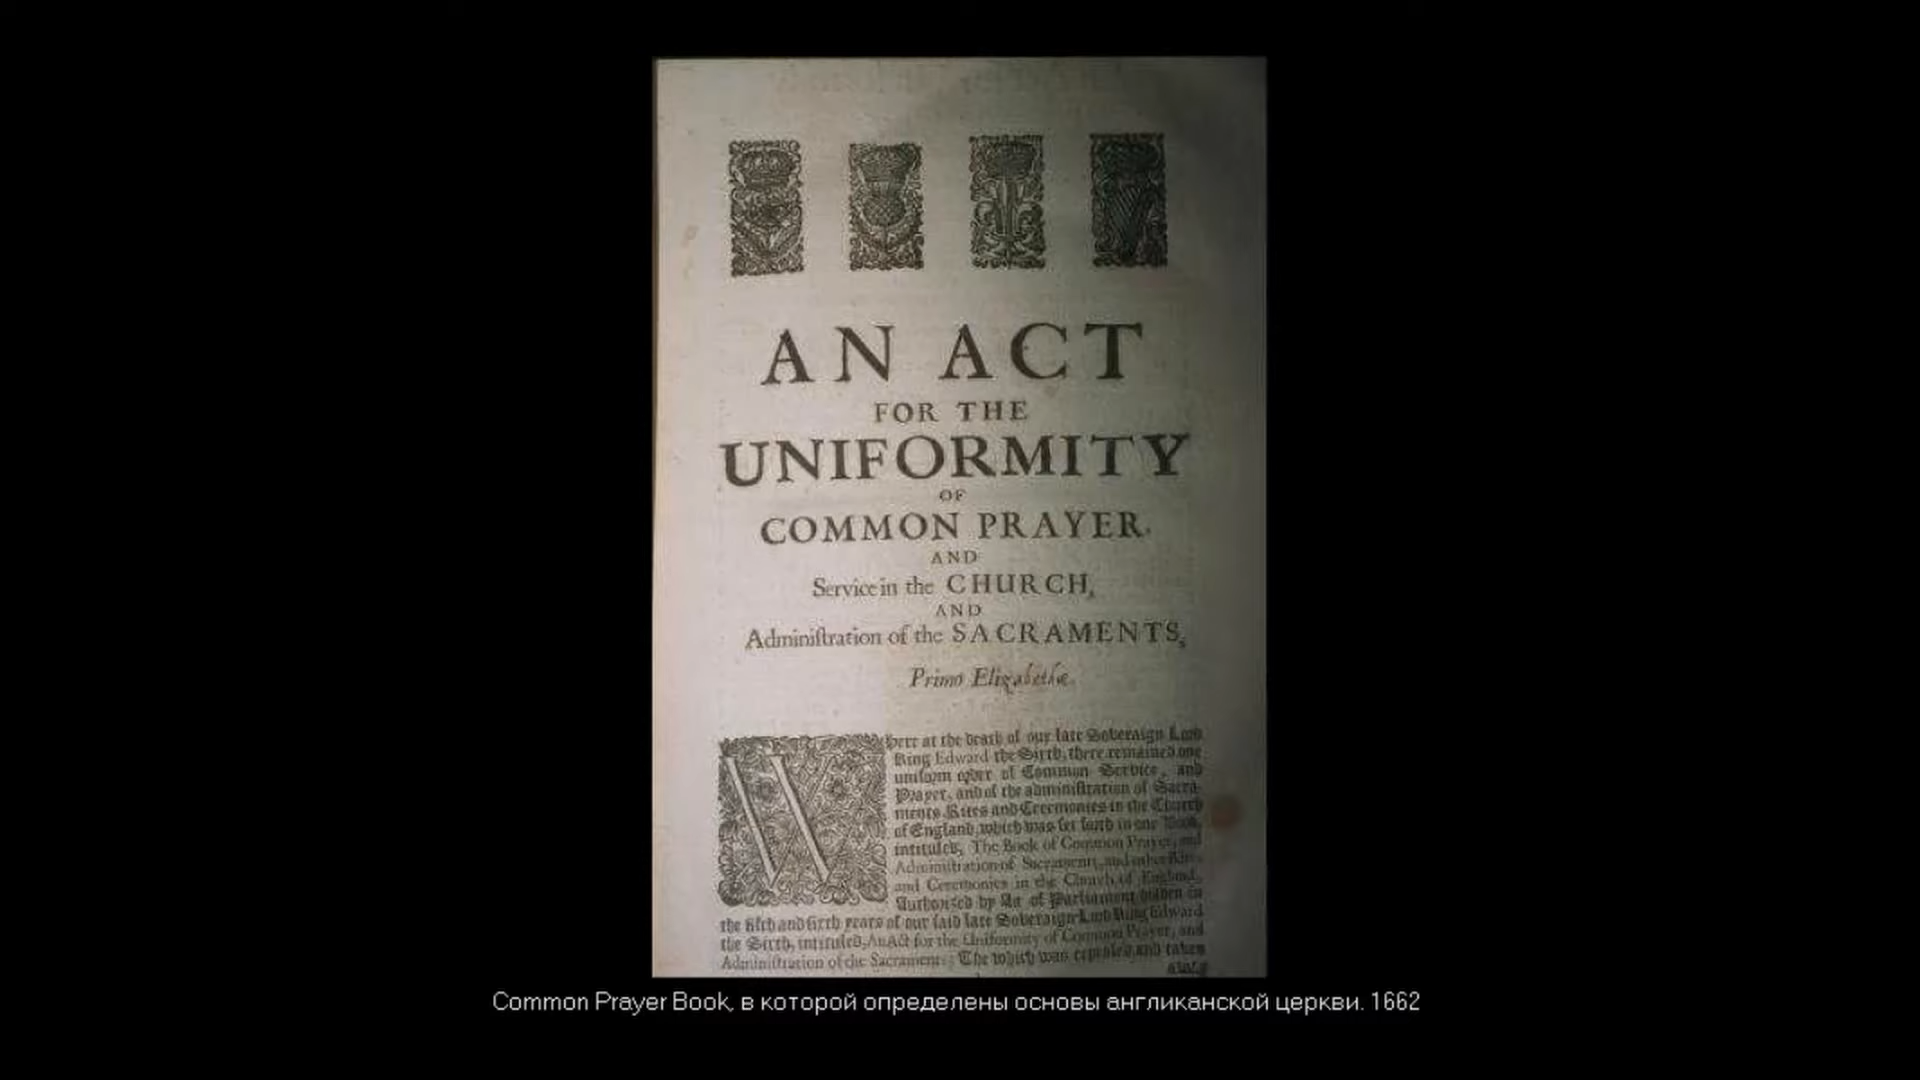 AN ACT
FOR THE
UNIFORMITY
OF
COMMON PRAYER.
AND
Service in the CHURCH,
AND
Adminiſtration of the SACRAMENTS,
Primo Elizabethæ.
Where at the death of our late Soveraign Lord
King Edward the Sixth, there remained one
uniform order of Common Service, and
Prayer, and of the adminiſtration of Sacra-
ments, Rites and Ceremonies in the Church
of England, which was ſet forth in one Book,
intituled, The Book of Common Prayer, and
Adminiſtration of Sacraments, and other Rites
and Ceremonies in the Church of England,
Authorized by Act of Parliament holden in
the fifth and ſixth years of our ſaid late Soveraign Lord King Edward
the Sixth, intituled, An Act for the Uniformity of Common Prayer, and
Adminiſtration of the Sacraments; The which was repealed and taken
Common Prayer Book, в которой определены основы англиканской церкви. 1662